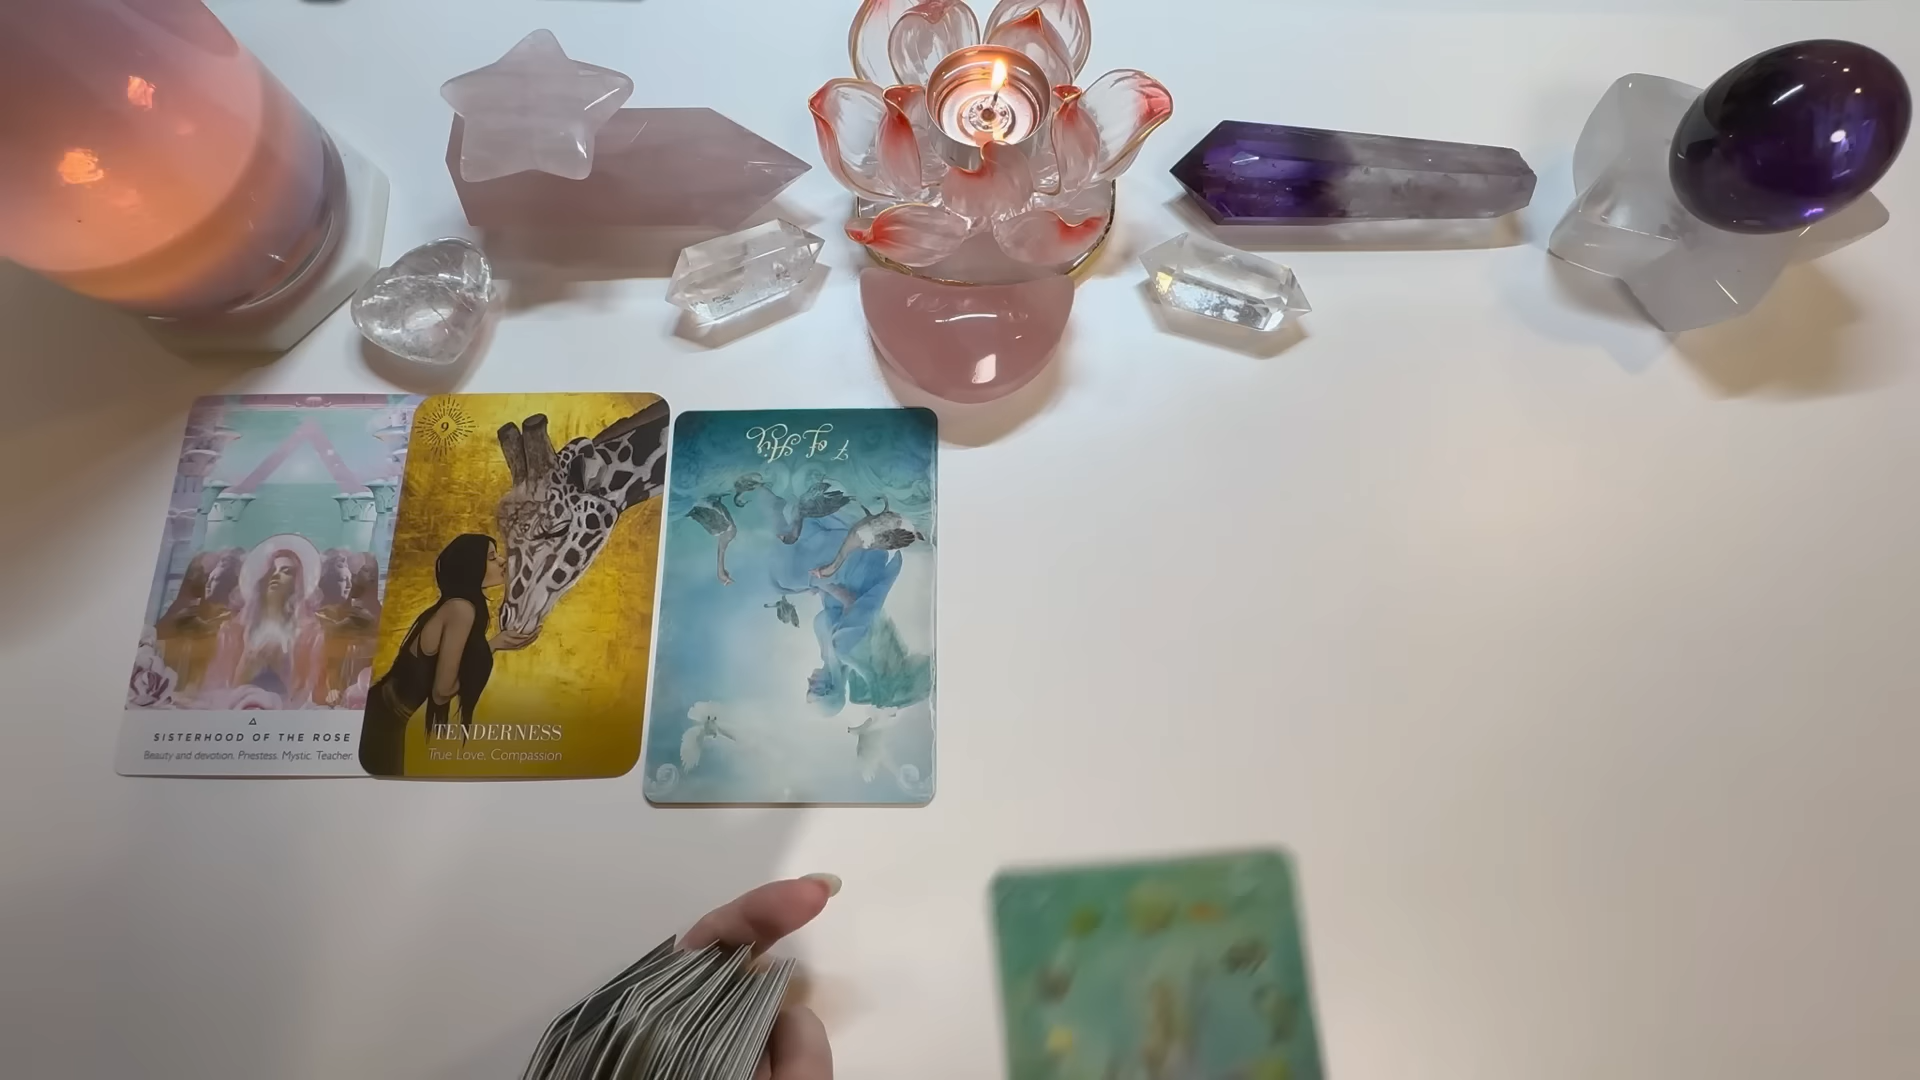 SISTERHOOD OF THE ROSE
Beauty and devotion. Priestess. Mystic. Teacher.
9
TENDERNESS
True Love. Compassion
7 of Air